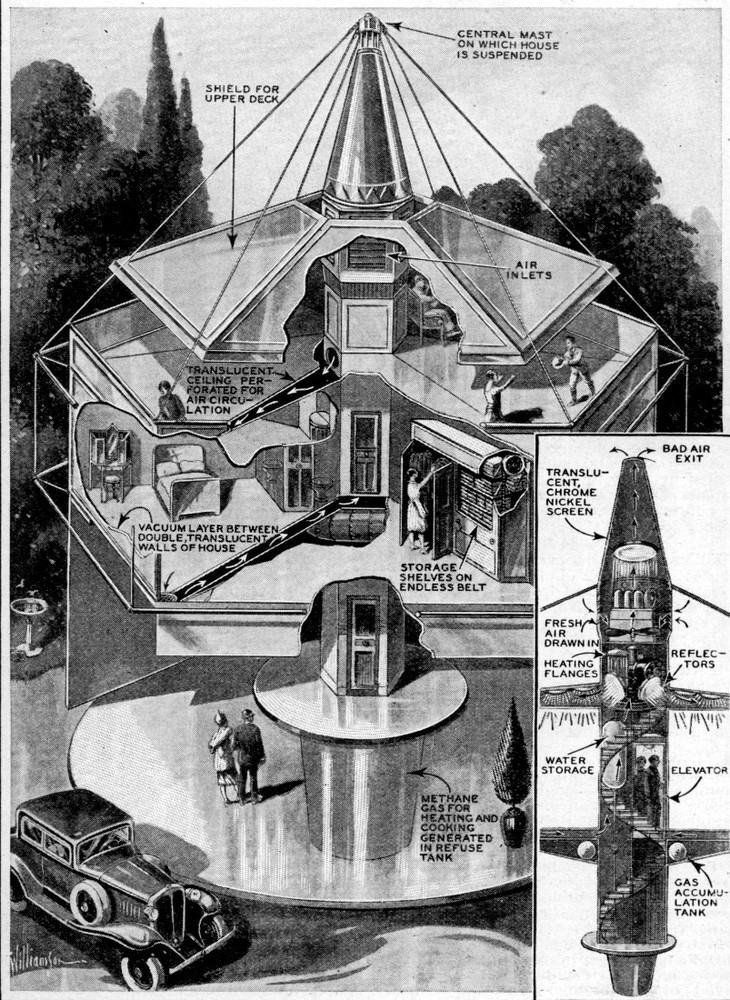 CENTRAL MAST
ON WHICH HOUSE
IS SUSPENDED
SHIELD FOR
UPPER DECK
AIR
INLETS
TRANSLUCENT
CEILING PER-
FORATED FOR
AIR CIRCU-
LATION
VACUUM LAYER BETWEEN
DOUBLE, TRANSLUCENT
WALLS OF HOUSE
STORAGE
SHELVES ON
ENDLESS BELT
METHANE
GAS FOR
HEATING AND
COOKING
GENERATED
IN REFUSE
TANK
BAD AIR
EXIT
TRANSLU-
CENT,
CHROME
NICKEL
SCREEN
FRESH
AIR
DRAWN IN
HEATING
FLANGES
REFLEC-
TORS
WATER
STORAGE
ELEVATOR
GAS
ACCUMU-
LATION
TANK
Williamson